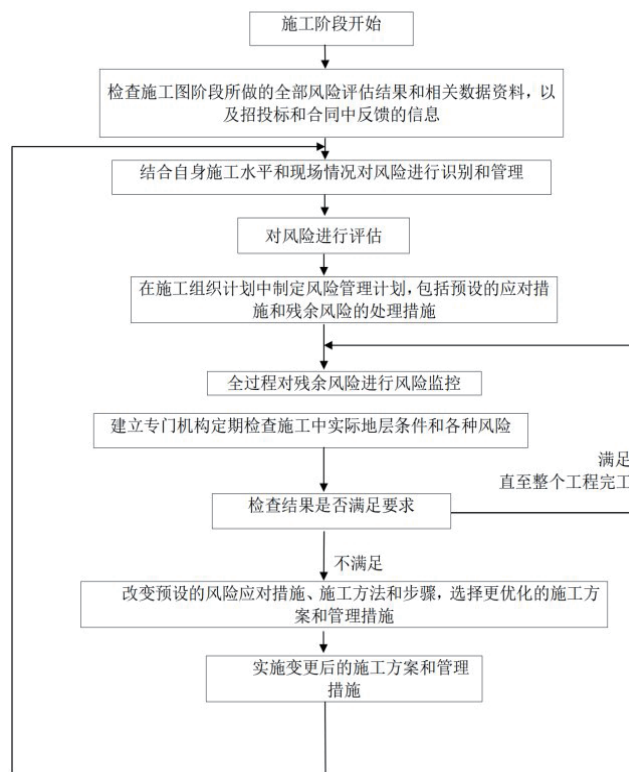 施工阶段开始
检查施工图阶段所做的全部风险评估结果和相关数据资料，以
及招投标和合同中反馈的信息
结合自身施工水平和现场情况对风险进行识别和管理
对风险进行评估
在施工组织计划中制定风险管理计划，包括预设的应对措
施和残余风险的处理措施
全过程对残余风险进行风险监控
建立专门机构定期检查施工中实际地层条件和各种风险
满足
直至整个工程完工
检查结果是否满足要求
不满足
改变预设的风险应对措施、施工方法和步骤，选择更优化的施工方
案和管理措施
实施变更后的施工方案和管理
措施